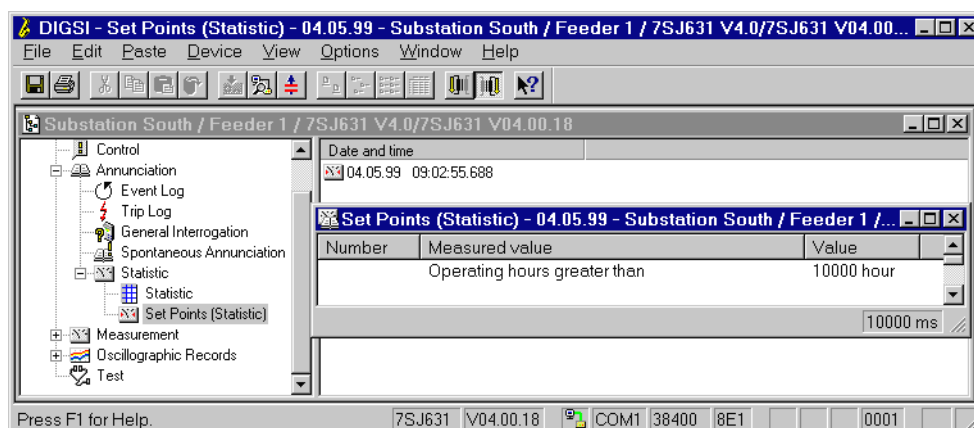 DIGSI - Set Points (Statistic) - 04.05.99 - Substation South / Feeder 1 / 7SJ631 V4.0/7SJ631 V04.00...
File Edit Paste Device View Options Window Help
Substation South / Feeder 1 / 7SJ631 V4.0/7SJ631 V04.00.18
Control
Annunciation
Event Log
Trip Log
General Interrogation
Spontaneous Annunciation
Statistic
Statistic
Set Points (Statistic)
Measurement
Oscillographic Records
Test
Date and time
04.05.99 09:02:55.688
Set Points (Statistic) - 04.05.99 - Substation South / Feeder 1 /...
Number Measured value Value
Operating hours greater than 10000 hour
10000 ms
Press F1 for Help. 7SJ631 V04.00.18 COM1 38400 8E1 0001